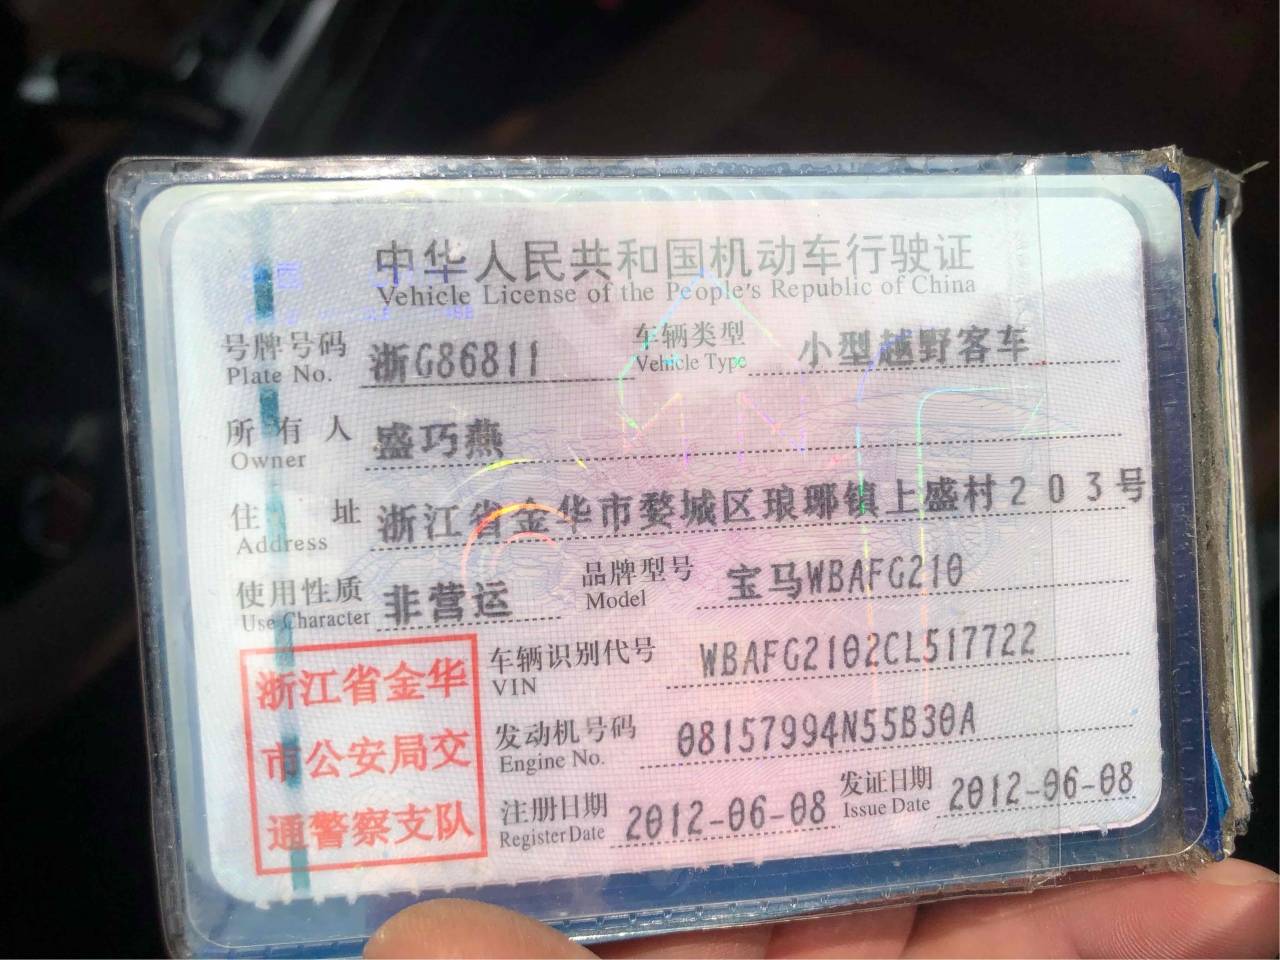 中华人民共和国机动车行驶证
Vehicle License of the People's Republic of China
号牌号码 浙G86811 车辆类型 小型越野客车
Plate No. Vehicle Type
所有人 盛巧燕
Owner
住址 浙江省金华市婺城区琅琊镇上盛村203号
Address
使用性质 非营运 品牌型号 宝马WBAFG210
Use Character Model
浙江省金华
市公安局交
通警察支队
车辆识别代号 WBAFG2102CL517722
VIN
发动机号码 08157994N55B30A
Engine No.
注册日期 2012-06-08 发证日期 2012-06-08
Register Date Issue Date